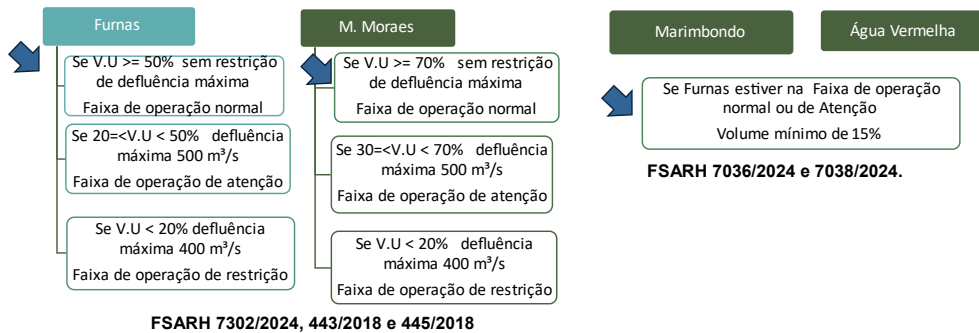 Furnas
Se V.U >= 50% sem restrição
de defluência máxima
Faixa de operação normal
Se 20=<V.U < 50% defluência
máxima 500 m³/s
Faixa de operação de atenção
Se V.U < 20% defluência
máxima 400 m³/s
Faixa de operação de restrição
M. Moraes
Se V.U >= 70% sem restrição
de defluência máxima
Faixa de operação normal
Se 30=<V.U < 70% defluência
máxima 500 m³/s
Faixa de operação de atenção
Se V.U < 20% defluência
máxima 400 m³/s
Faixa de operação de restrição
FSARH 7302/2024, 443/2018 e 445/2018
Marimbondo
Água Vermelha
Se Furnas estiver na Faixa de operação
normal ou de Atenção
Volume mínimo de 15%
FSARH 7036/2024 e 7038/2024.